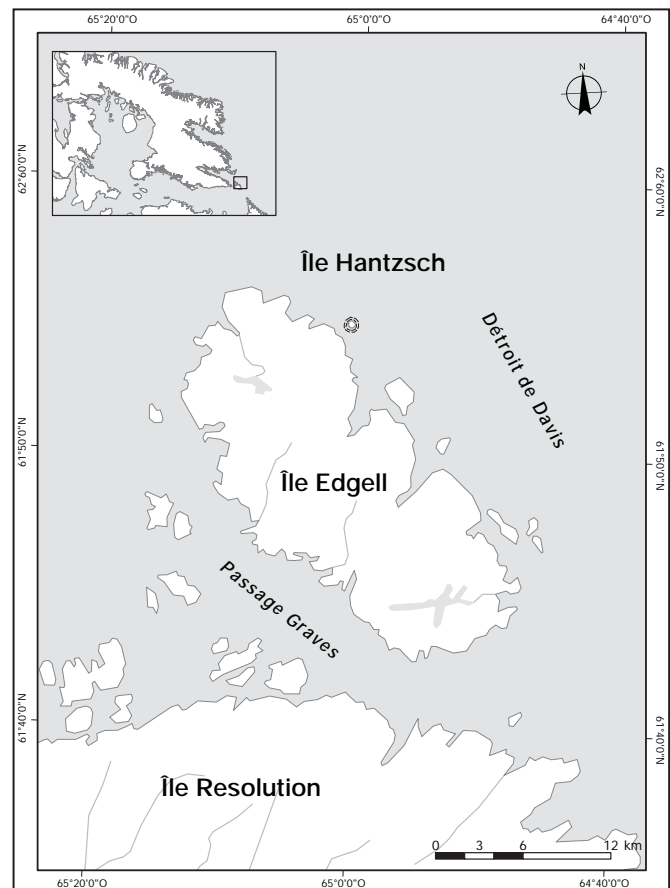 65°20'0"O 65°0'0"O 64°40'0"O
N
62°60'0"N
62°60'0"N
Île Hantzsch
Détroit de Davis
61°50'0"N
61°50'0"N
Île Edgell
Passage Graves
61°40'0"N
61°40'0"N
Île Resolution
0 3 6 12 km
65°20'0"O 65°0'0"O 64°40'0"O